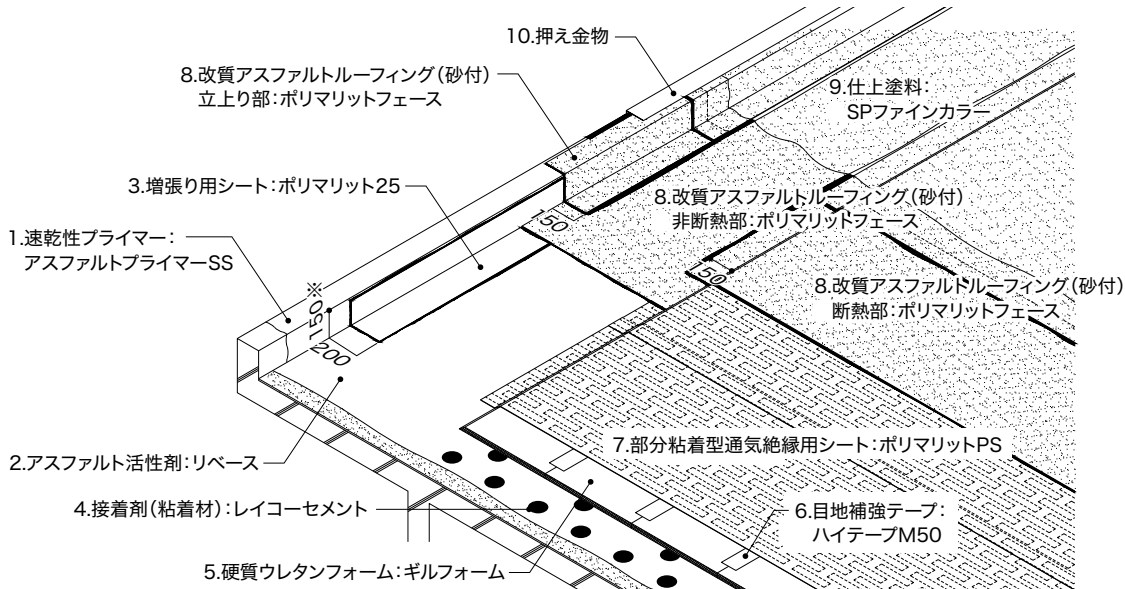 10.押え金物
8.改質アスファルトルーフィング（砂付）
立上り部：ポリマリットフェース
9.仕上塗料：
SPファインカラー
3.増張り用シート：ポリマリット25
8.改質アスファルトルーフィング（砂付）
非断熱部：ポリマリットフェース
150
1.速乾性プライマー：
アスファルトプライマーSS
50
8.改質アスファルトルーフィング（砂付）
断熱部：ポリマリットフェース
※150
200
7.部分粘着型通気絶縁用シート：ポリマリットPS
2.アスファルト活性剤：リベース
4.接着剤（粘着材）：レイコーセメント
6.目地補強テープ：
ハイテープM50
5.硬質ウレタンフォーム：ギルフォーム